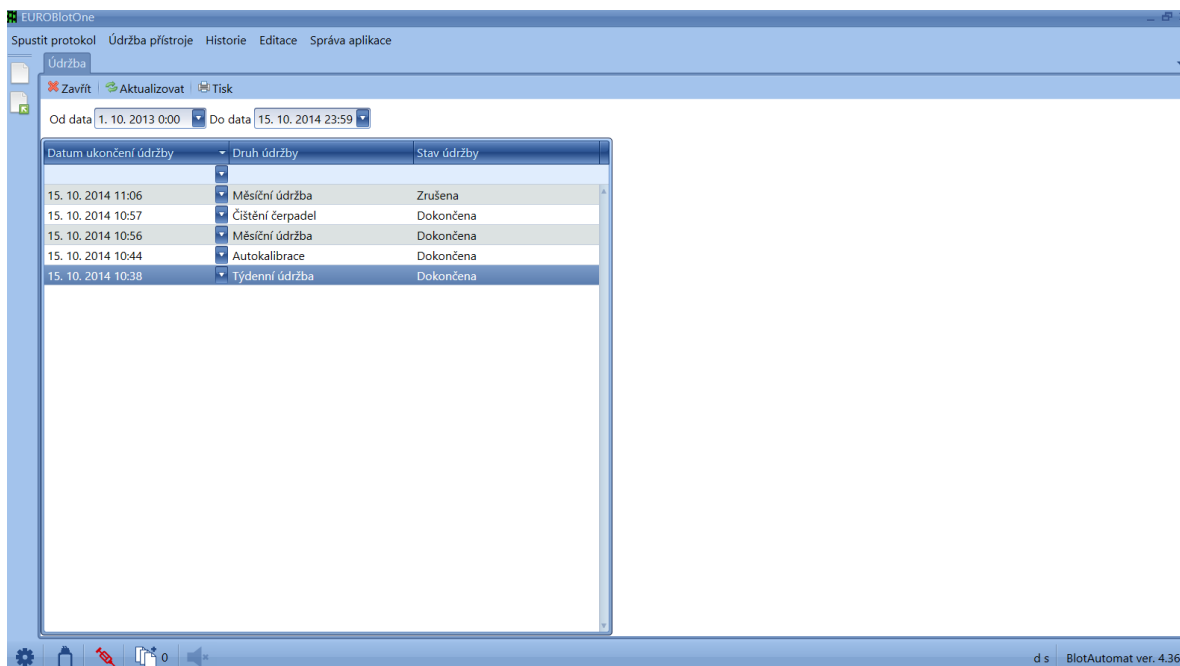 EUROBlotOne
Spustit protokol Údržba přístroje Historie Editace Správa aplikace
Údržba
Zavřít Aktualizovat Tisk
Od data 1. 10. 2013 0:00 Do data 15. 10. 2014 23:59
Datum ukončení údržby Druh údržby Stav údržby
15. 10. 2014 11:06 Měsíční údržba Zrušena
15. 10. 2014 10:57 Čištění čerpadel Dokončena
15. 10. 2014 10:56 Měsíční údržba Dokončena
15. 10. 2014 10:44 Autokalibrace Dokončena
15. 10. 2014 10:38 Týdenní údržba Dokončena
0 d s BlotAutomat ver. 4.36